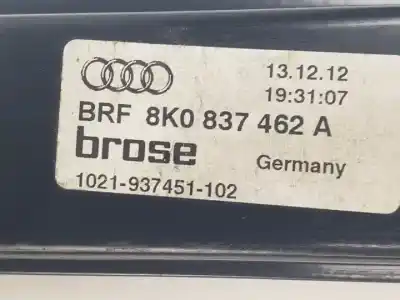 13.12.12
19:31:07
BRF 8K0 837 462 A
brose Germany
1021-937451-102